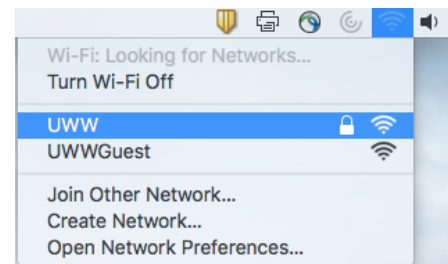 Wi-Fi: Looking for Networks...
Turn Wi-Fi Off
UWW
UWWGuest
Join Other Network...
Create Network...
Open Network Preferences...